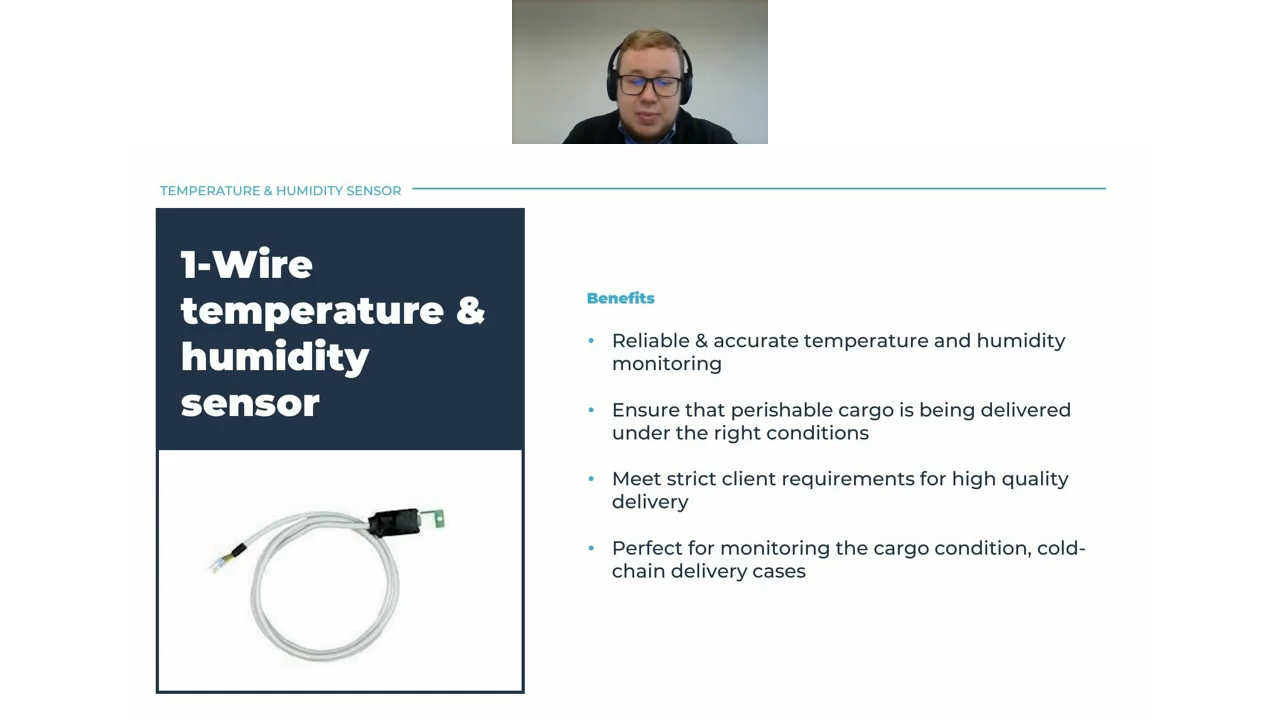 TEMPERATURE & HUMIDITY SENSOR
1-Wire
temperature &
humidity
sensor
Benefits
• Reliable & accurate temperature and humidity
monitoring
• Ensure that perishable cargo is being delivered
under the right conditions
• Meet strict client requirements for high quality
delivery
• Perfect for monitoring the cargo condition, cold-
chain delivery cases